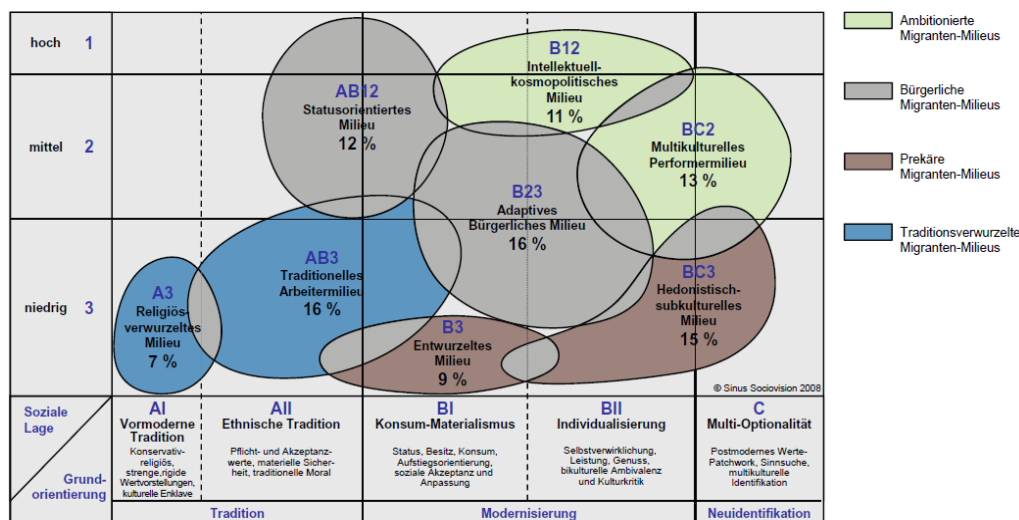 hoch 1
mittel 2
niedrig 3
B12
Intellektuell-
kosmopolitisches
Milieu
11 %
AB12
Statusorientiertes
Milieu
12 %
BC2
Multikulturelles
Performermilieu
13 %
B23
Adaptives
Bürgerliches Milieu
16 %
AB3
Traditionelles
Arbeitermilieu
16 %
A3
Religiös-
verwurzeltes
Milieu
7 %
BC3
Hedonistisch-
subkulturelles
Milieu
15 %
B3
Entwurzeltes
Milieu
9 %
© Sinus Sociovision 2008
Soziale
Lage
Grund-
orientierung
AI
Vormoderne
Tradition
Konservativ-
religiös,
strenge,rigide
Wertvorstellungen,
kulturelle Enklave
AII
Ethnische Tradition
Pflicht- und Akzeptanz-
werte, materielle Sicher-
heit, traditionelle Moral
BI
Konsum-Materialismus
Status, Besitz, Konsum,
Aufstiegsorientierung,
soziale Akzeptanz und
Anpassung
BII
Individualisierung
Selbstverwirklichung,
Leistung, Genuss,
bikulturelle Ambivalenz
und Kulturkritik
C
Multi-Optionalität
Postmodernes Werte-
Patchwork, Sinnsuche,
multikulturelle
Identifikation
Tradition
Modernisierung
Neuidentifikation
Ambitionierte
Migranten-Milieus
Bürgerliche
Migranten-Milieus
Prekäre
Migranten-Milieus
Traditionsverwurzelte
Migranten-Milieus